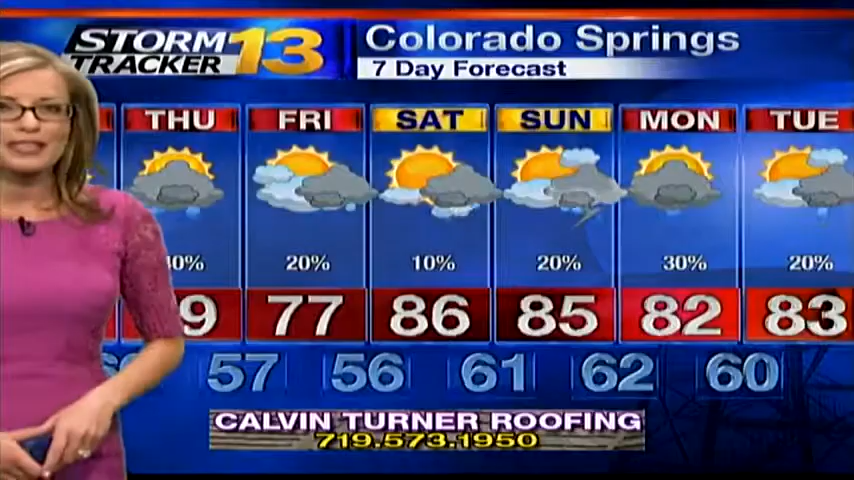 STORM TRACKER 13
Colorado Springs
7 Day Forecast
THU FRI SAT SUN MON TUE
20% 10% 20% 30% 20%
77 86 85 82 83
57 56 61 62 60
CALVIN TURNER ROOFING
719.573.1950